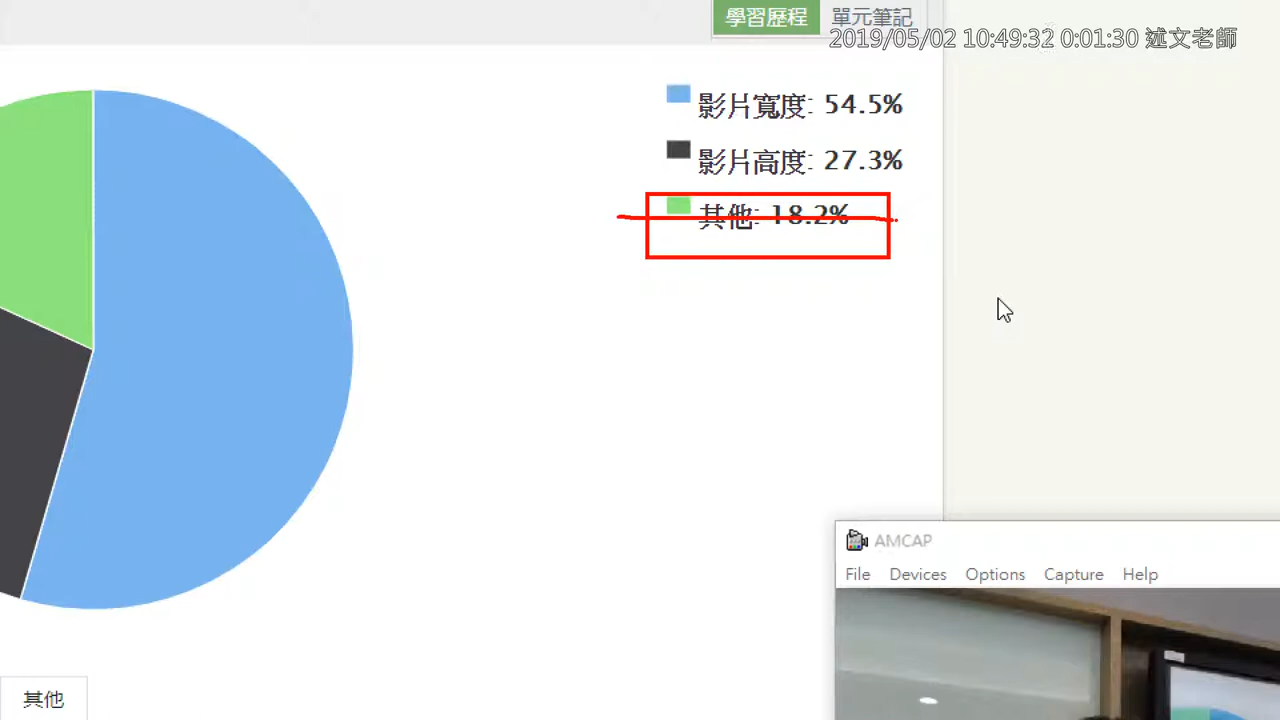 學習歷程 單元筆記
2019/05/02 10:49:32 0:01:30 述文老師
影片寬度: 54.5%
影片高度: 27.3%
其他: 18.2%
AMCAP
File Devices Options Capture Help
其他